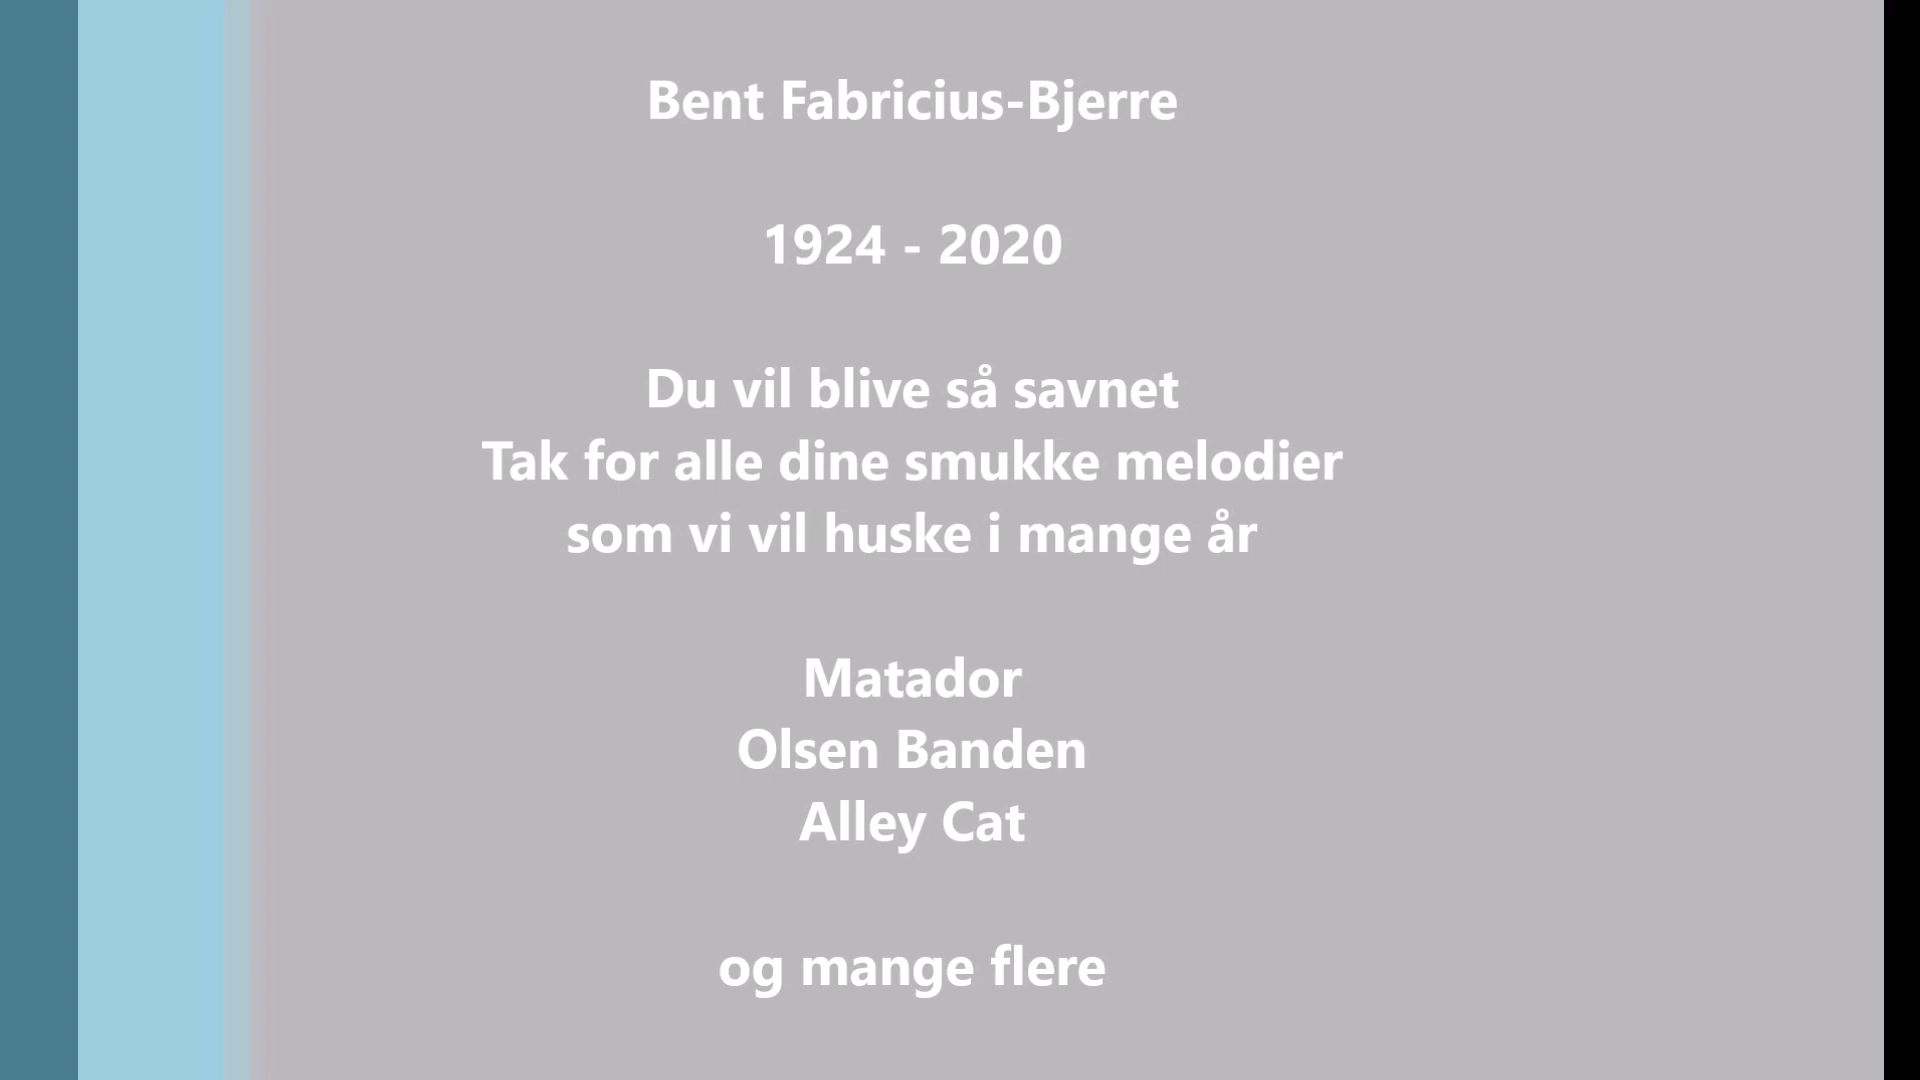 Bent Fabricius-Bjerre
1924 - 2020
Du vil blive så savnet
Tak for alle dine smukke melodier
som vi vil huske i mange år
Matador
Olsen Banden
Alley Cat
og mange flere